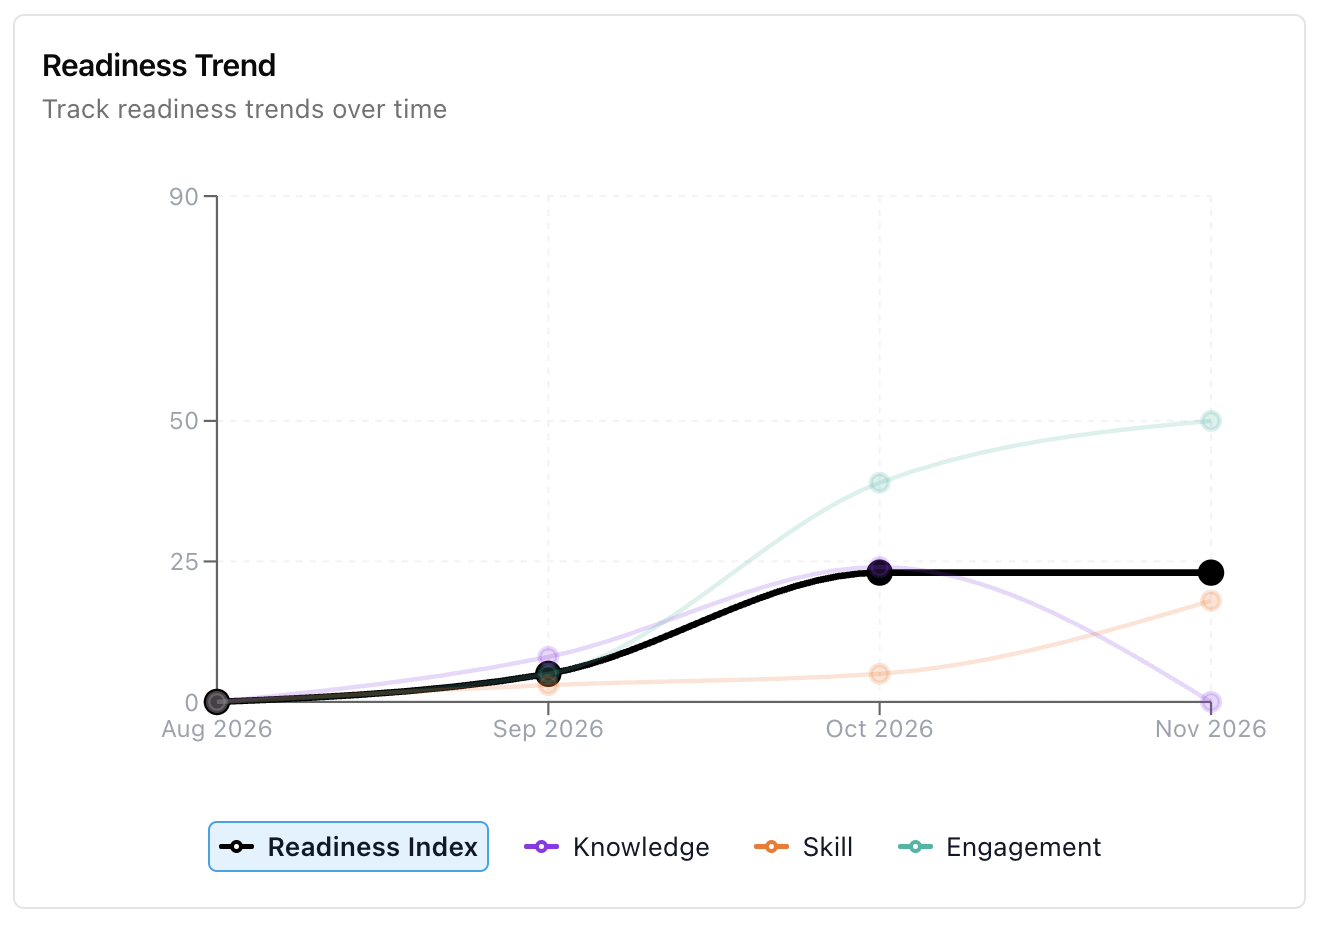 Readiness Trend
Track readiness trends over time
90
50
25
0
Aug 2026 Sep 2026 Oct 2026 Nov 2026
Readiness Index Knowledge Skill Engagement